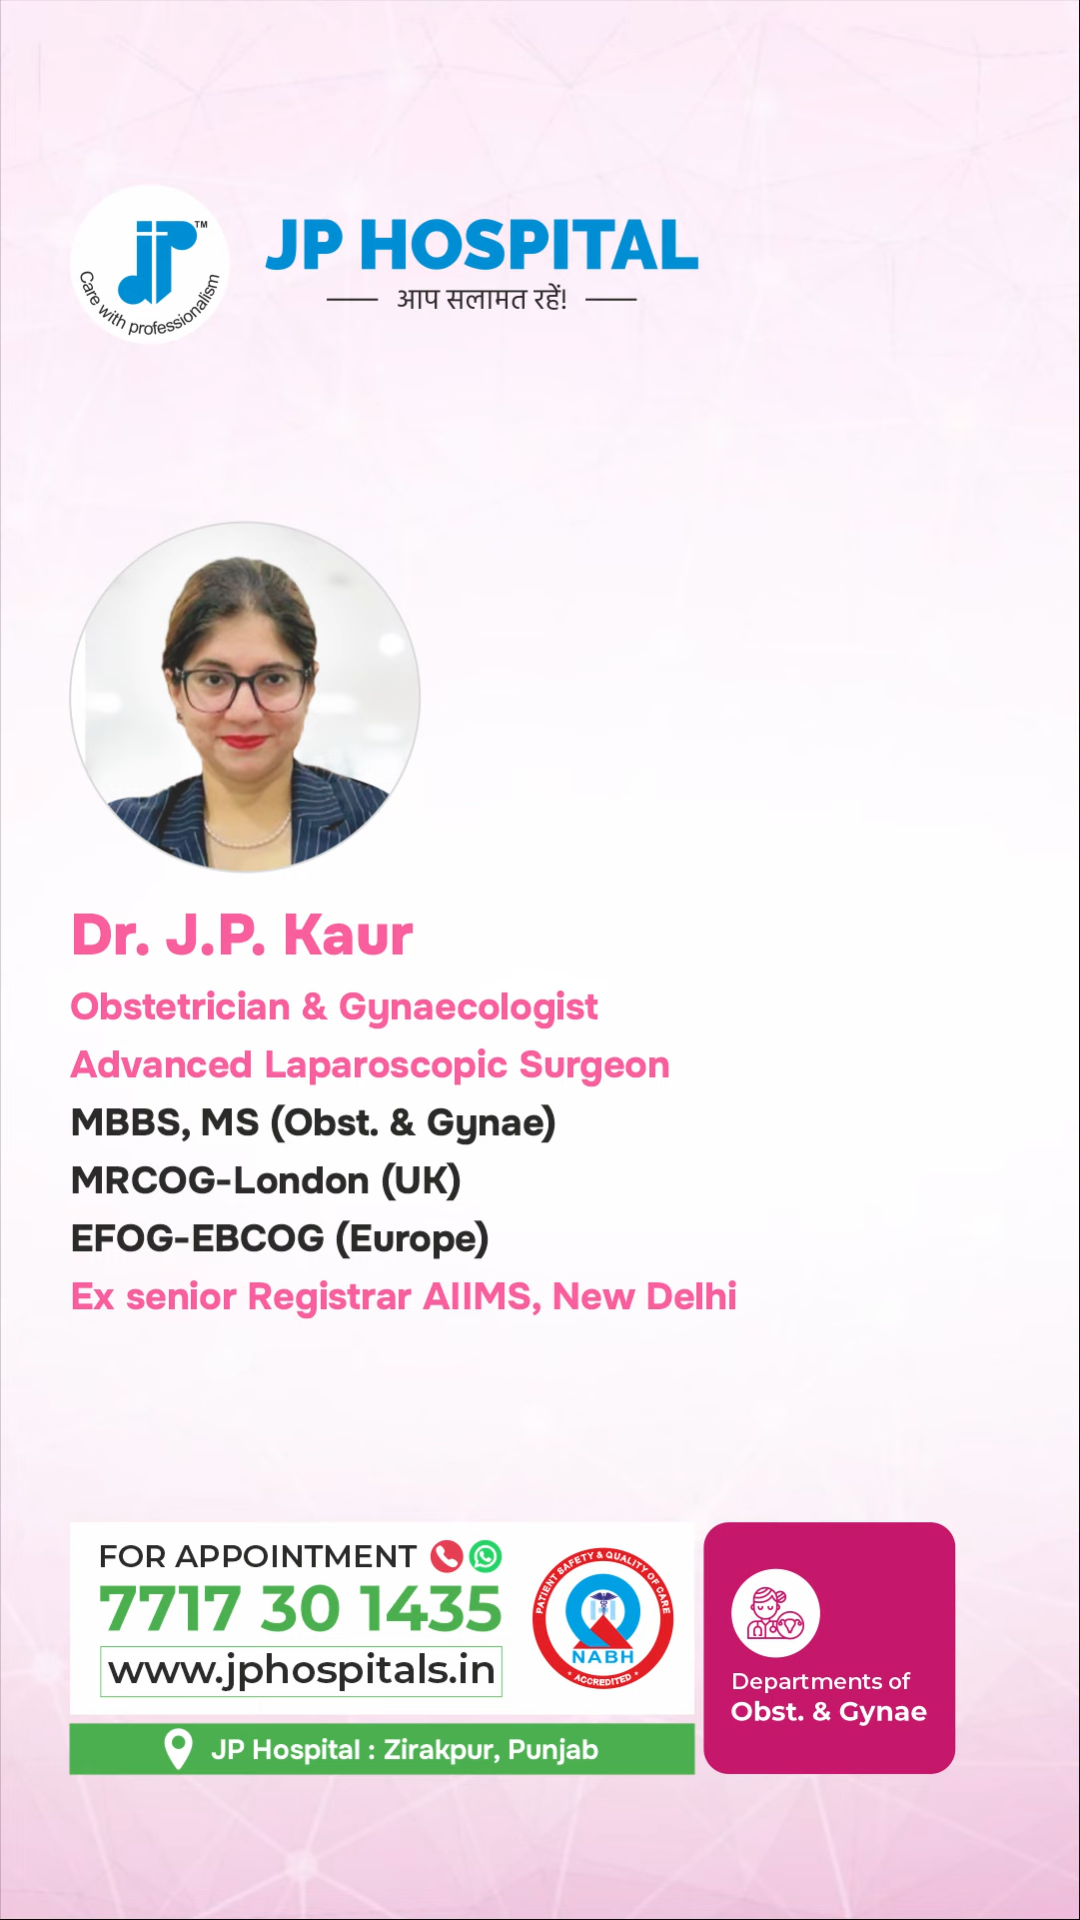 JP TM
Care with professionalism
JP HOSPITAL
आप सलामत रहें!
Dr. J.P. Kaur
Obstetrician & Gynaecologist
Advanced Laparoscopic Surgeon
MBBS, MS (Obst. & Gynae)
MRCOG-London (UK)
EFOG-EBCOG (Europe)
Ex senior Registrar AIIMS, New Delhi
FOR APPOINTMENT
7717 30 1435
www.jphospitals.in
PATIENT SAFETY & QUALITY OF CARE
NABH
ACCREDITED
JP Hospital : Zirakpur, Punjab
Departments of
Obst. & Gynae